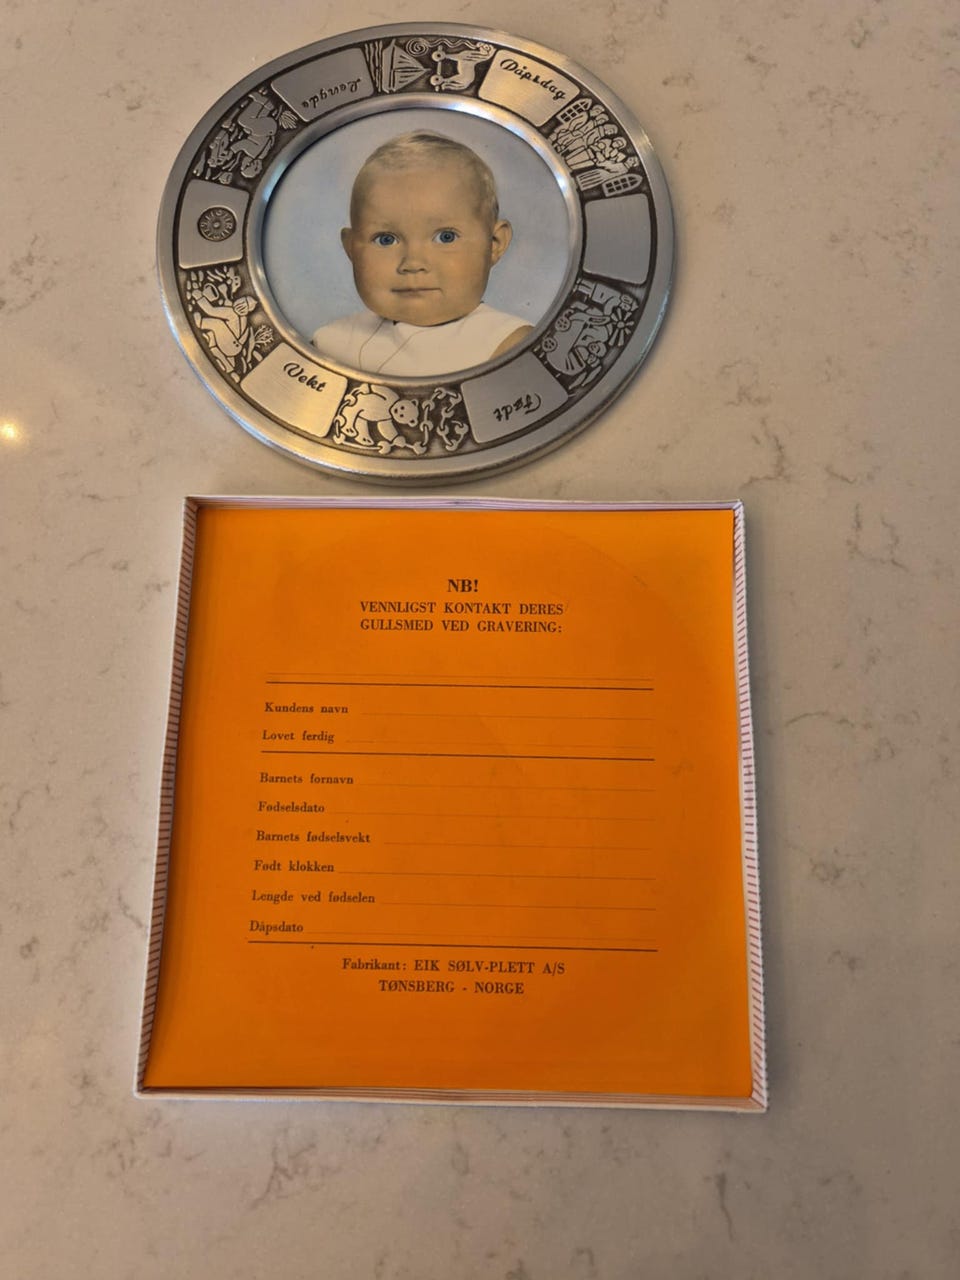 Dåpsdag
Lengde
Vekt
Født
NB!
VENNLIGST KONTAKT DERES
GULLSMED VED GRAVERING:
Kundens navn
Lovet ferdig
Barnets fornavn
Fødselsdato
Barnets fødselsvekt
Født klokken
Lengde ved fødselen
Dåpsdato
Fabrikant: EIK SØLV-PLETT A/S
TØNSBERG - NORGE